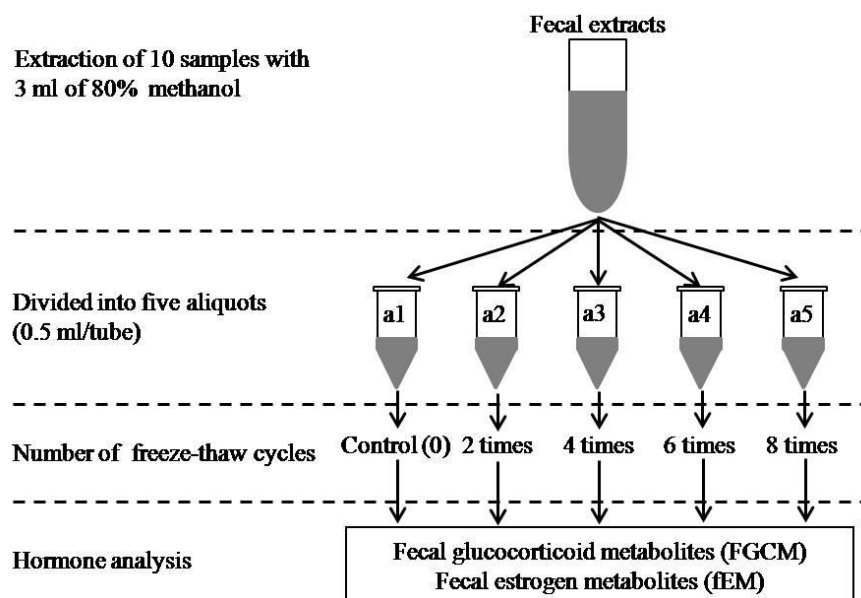 Fecal extracts
Extraction of 10 samples with
3 ml of 80% methanol
Divided into five aliquots
(0.5 ml/tube)
a1 a2 a3 a4 a5
Number of freeze-thaw cycles
Control (0) 2 times 4 times 6 times 8 times
Hormone analysis
Fecal glucocorticoid metabolites (FGCM)
Fecal estrogen metabolites (fEM)